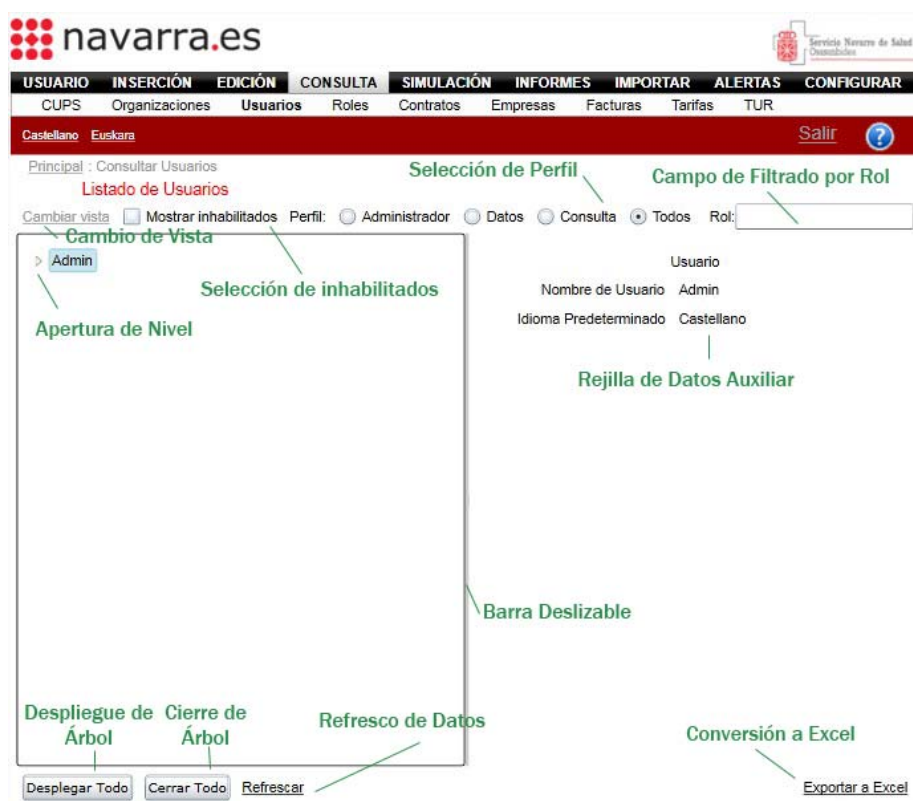 navarra.es
Servicio Navarro de Salud
Osasunbidea
USUARIO INSERCIÓN EDICIÓN CONSULTA SIMULACIÓN INFORMES IMPORTAR ALERTAS CONFIGURAR
CUPS Organizaciones Usuarios Roles Contratos Empresas Facturas Tarifas TUR
Castellano Euskara Salir ?
Principal : Consultar Usuarios
Selección de Perfil
Campo de Filtrado por Rol
Listado de Usuarios
Cambiar vista Mostrar inhabilitados Perfil: Administrador Datos Consulta Todos Rol:
Cambio de Vista
Admin
Usuario
Selección de inhabilitados
Nombre de Usuario Admin
Apertura de Nivel
Idioma Predeterminado Castellano
Rejilla de Datos Auxiliar
Barra Deslizable
Despliegue de Árbol
Cierre de Árbol
Refresco de Datos
Conversión a Excel
Desplegar Todo Cerrar Todo Refrescar Exportar a Excel